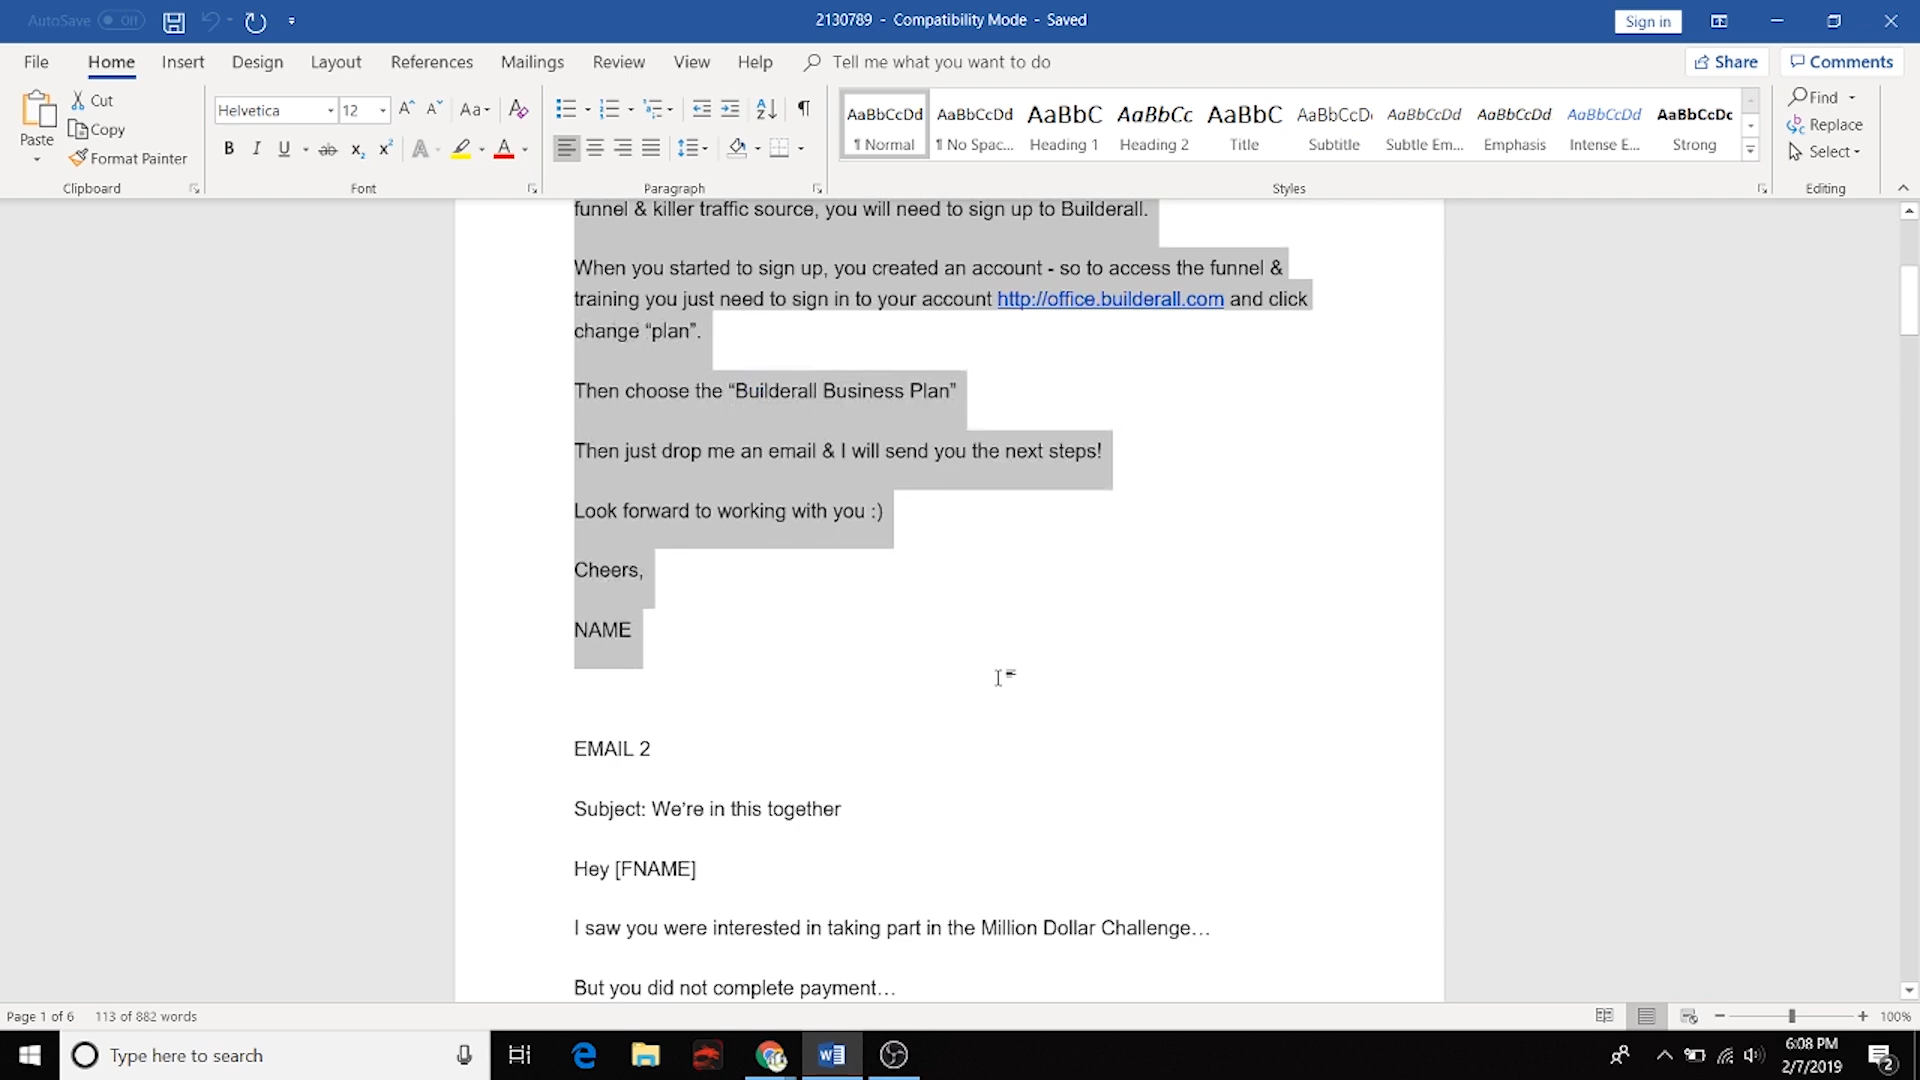 AutoSave Off
2130789 - Compatibility Mode - Saved
Sign in
File Home Insert Design Layout References Mailings Review View Help Tell me what you want to do
Share Comments
Paste
Cut
Copy
Format Painter
Clipboard
Helvetica 12
Font
Paragraph
AaBbCcDd AaBbCcDd AaBbC AaBbCc AaBbC AaBbCcD AaBbCcDd AaBbCcDd AaBbCcDd AaBbCcDc
¶ Normal ¶ No Spac... Heading 1 Heading 2 Title Subtitle Subtle Em... Emphasis Intense E... Strong
Styles
Find
Replace
Select
Editing
funnel & killer traffic source, you will need to sign up to Builderall.
When you started to sign up, you created an account - so to access the funnel &
training you just need to sign in to your account http://office.builderall.com and click
change “plan”.
Then choose the “Builderall Business Plan”
Then just drop me an email & I will send you the next steps!
Look forward to working with you :)
Cheers,
NAME
EMAIL 2
Subject: We’re in this together
Hey [FNAME]
I saw you were interested in taking part in the Million Dollar Challenge…
But you did not complete payment…
Page 1 of 6 113 of 882 words
100%
Type here to search
6:08 PM
2/7/2019
2